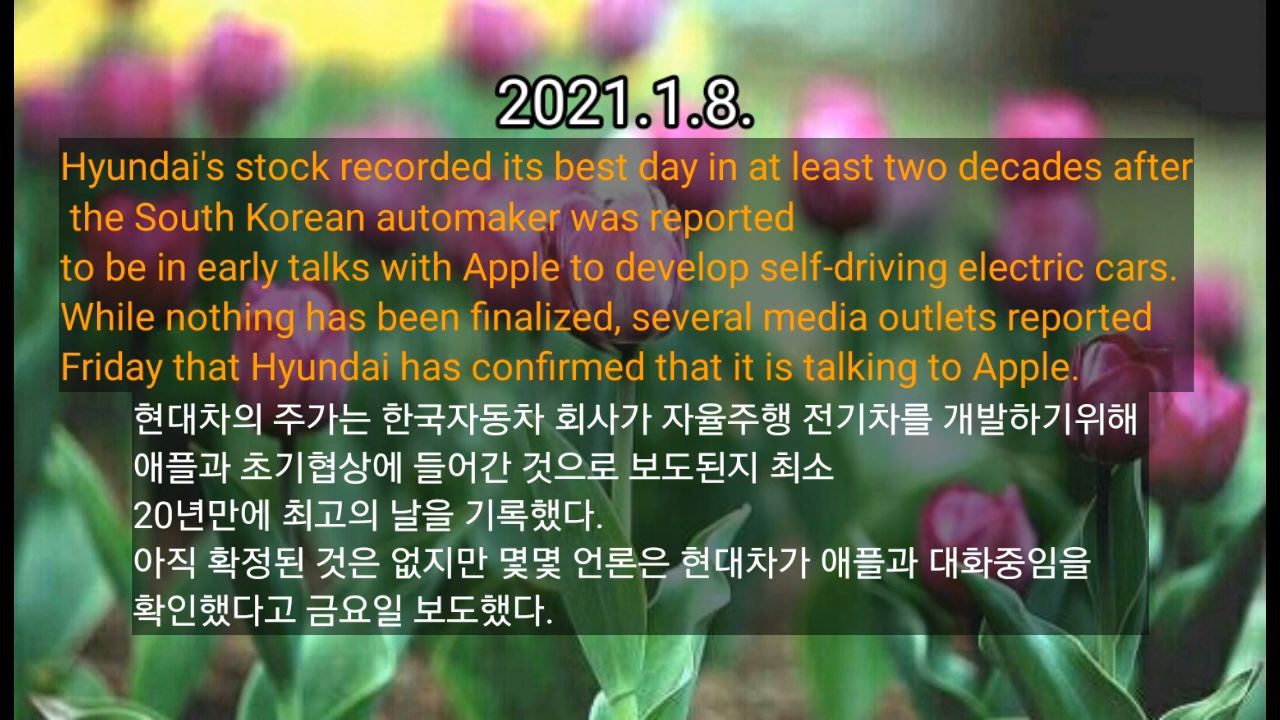 2021.1.8.
Hyundai's stock recorded its best day in at least two decades after
the South Korean automaker was reported
to be in early talks with Apple to develop self-driving electric cars.
While nothing has been finalized, several media outlets reported
Friday that Hyundai has confirmed that it is talking to Apple.
현대차의 주가는 한국자동차 회사가 자율주행 전기차를 개발하기위해
애플과 초기협상에 들어간 것으로 보도된지 최소
20년만에 최고의 날을 기록했다.
아직 확정된 것은 없지만 몇몇 언론은 현대차가 애플과 대화중임을
확인했다고 금요일 보도했다.